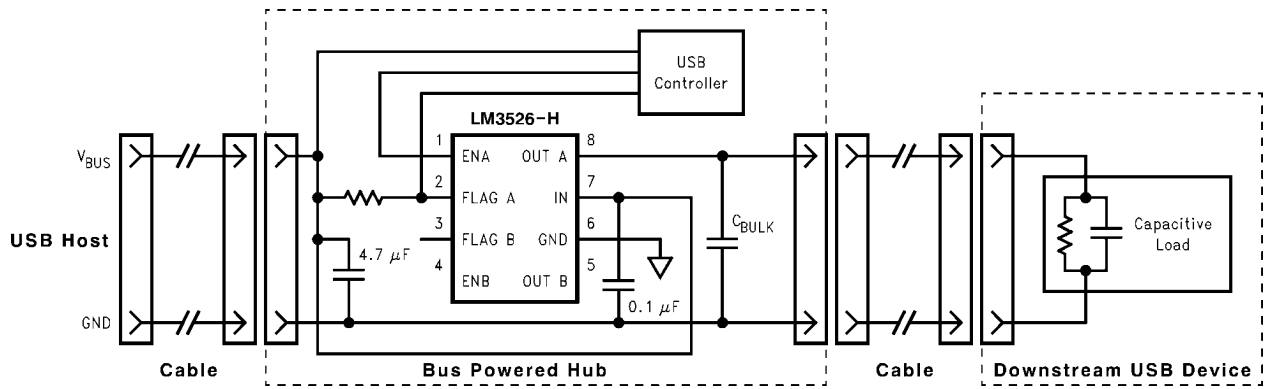 USB
Controller
LM3526-H
1
ENA
OUT A
8
2
FLAG A
IN
7
3
FLAG B
GND
6
4
ENB
OUT B
5
V_BUS
USB Host
GND
4.7 μF
0.1 μF
C_BULK
Capacitive
Load
Cable
Bus Powered Hub
Cable
Downstream USB Device